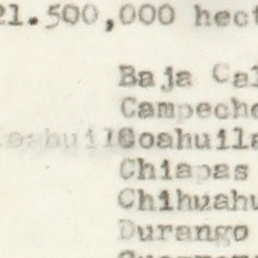 21.500,000 hect
Baja Cal
Campeche
Coahuila
Chiapas
Chihuahu
Durango